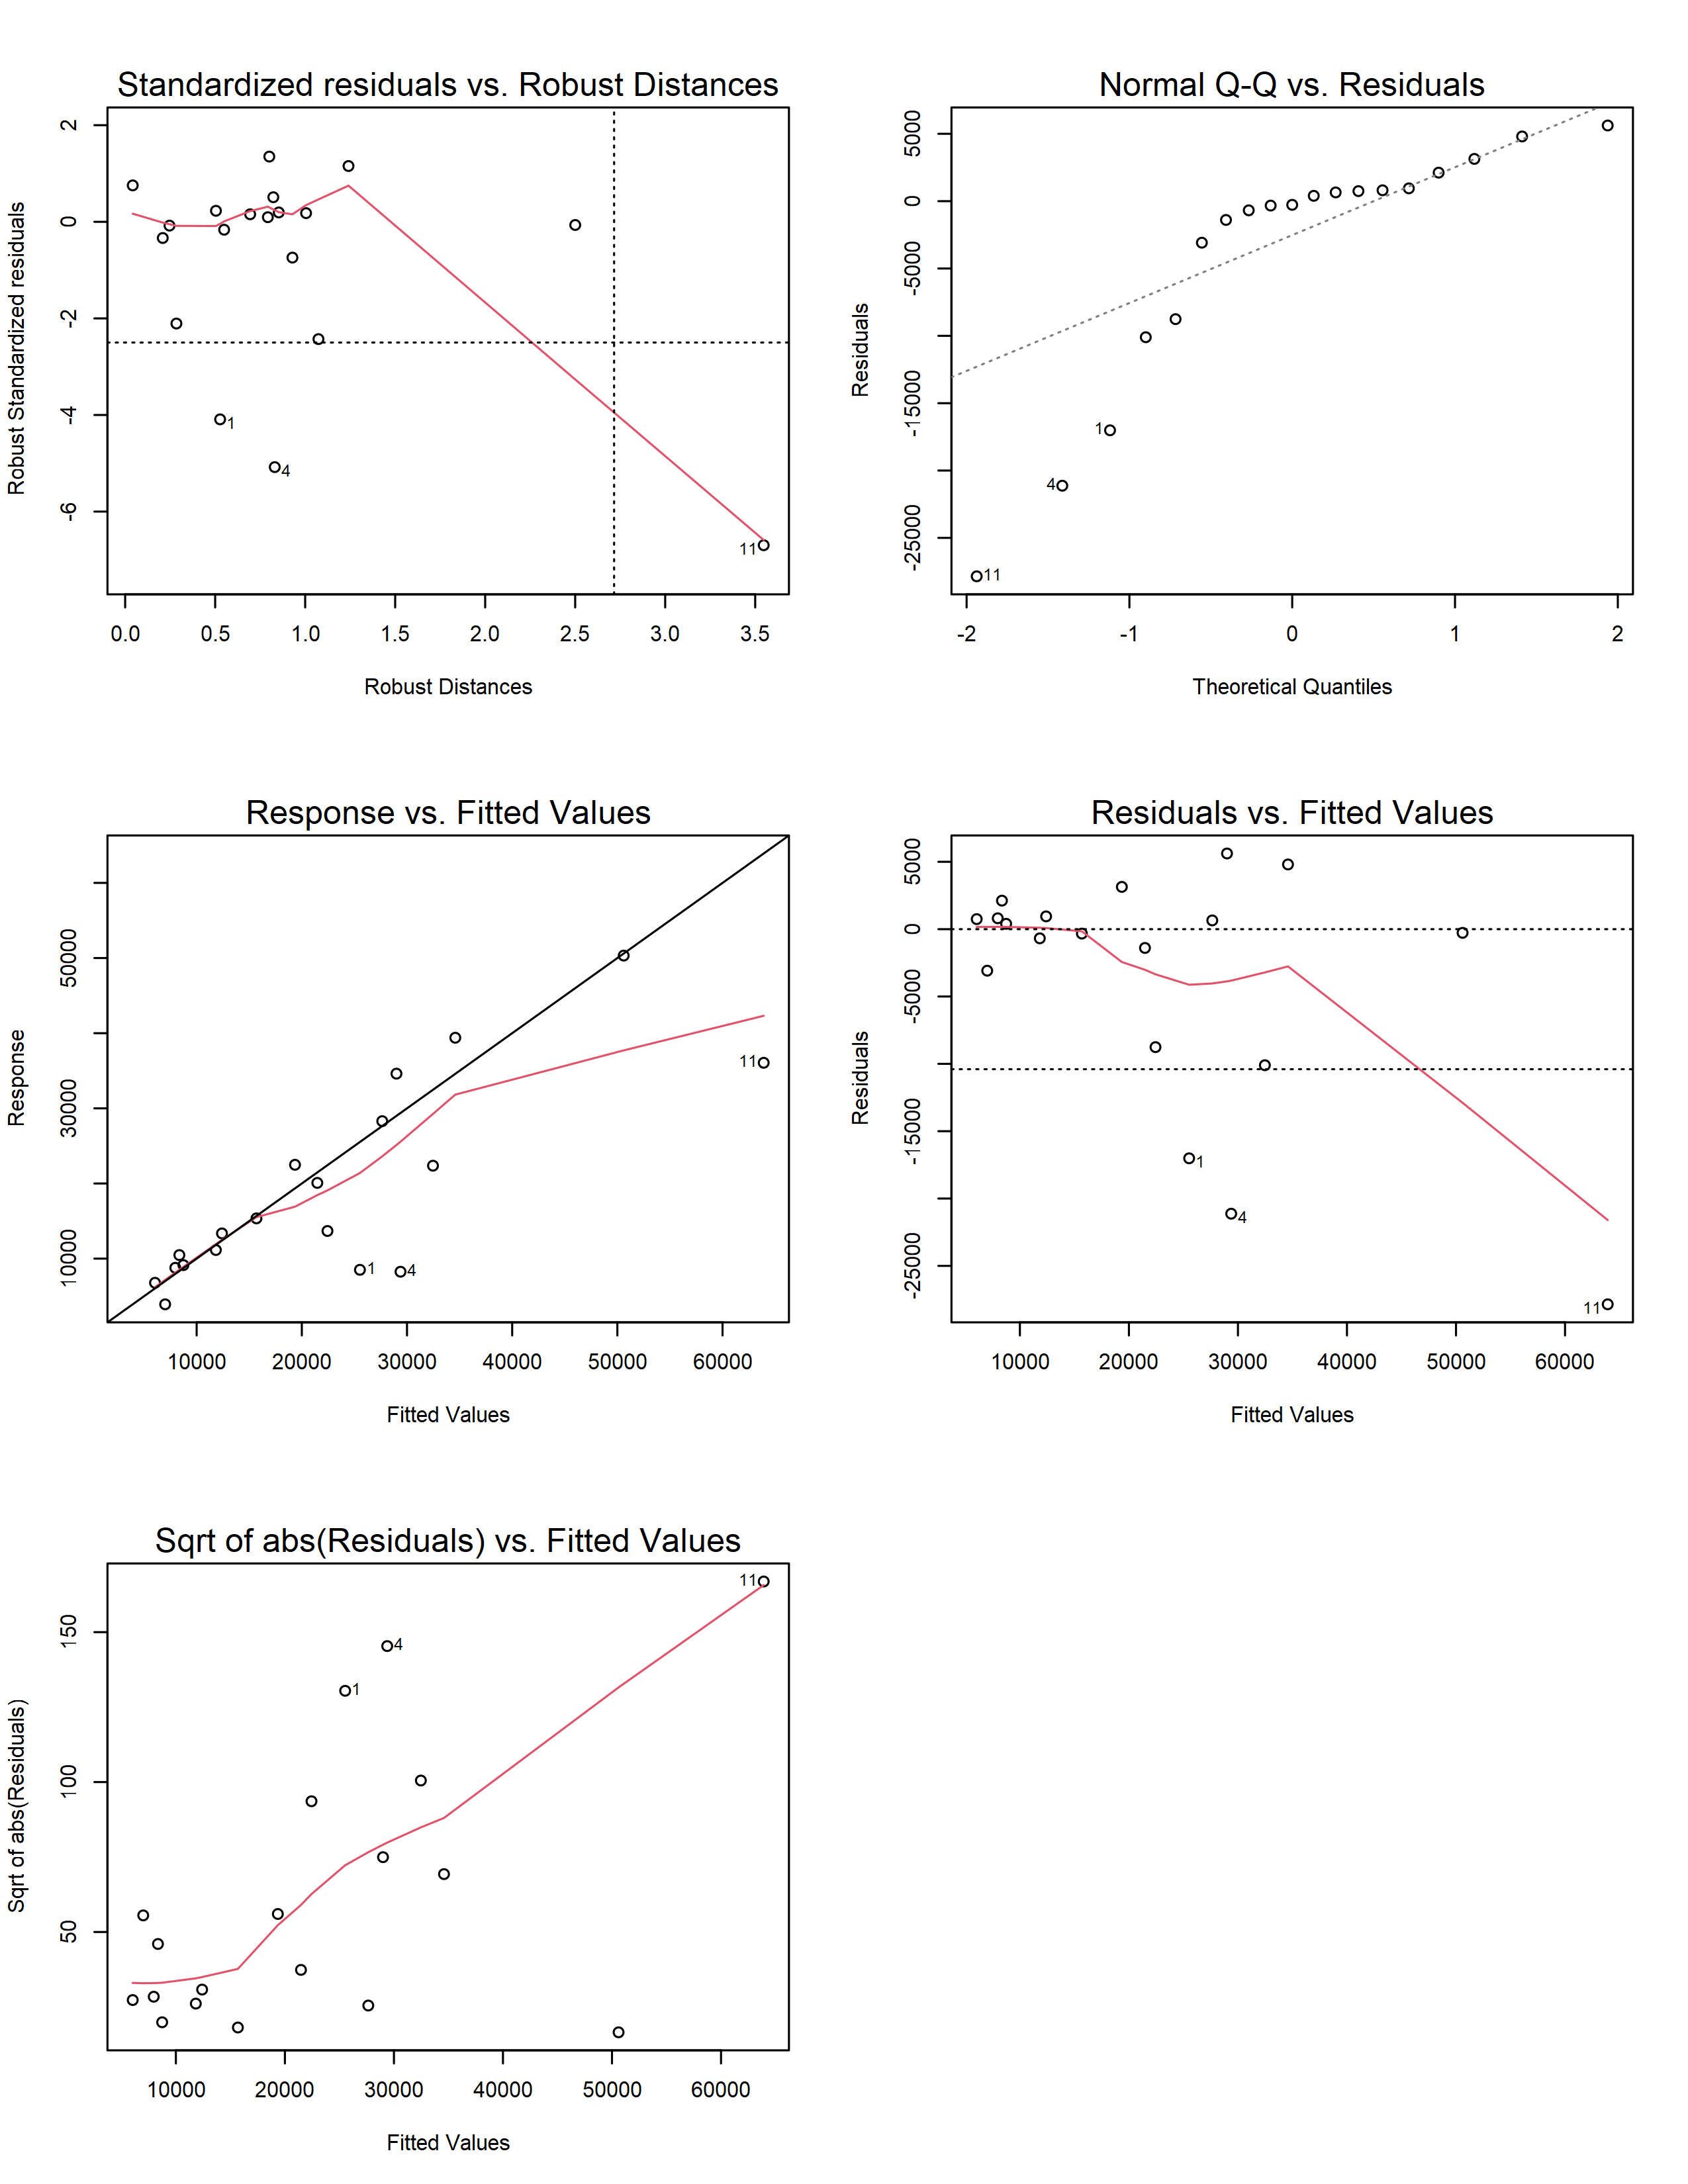 Standardized residuals vs. Robust Distances
Robust Standardized residuals
2
0
-2
-4
-6
1
4
11
0.0 0.5 1.0 1.5 2.0 2.5 3.0 3.5
Robust Distances
Normal Q-Q vs. Residuals
Residuals
5000
0
-5000
-15000
-25000
1
4
11
-2 -1 0 1 2
Theoretical Quantiles
Response vs. Fitted Values
Response
50000
30000
10000
11
1
4
10000 20000 30000 40000 50000 60000
Fitted Values
Residuals vs. Fitted Values
Residuals
5000
0
-5000
-15000
-25000
1
4
11
10000 20000 30000 40000 50000 60000
Fitted Values
Sqrt of abs(Residuals) vs. Fitted Values
Sqrt of abs(Residuals)
150
100
50
11
4
1
10000 20000 30000 40000 50000 60000
Fitted Values